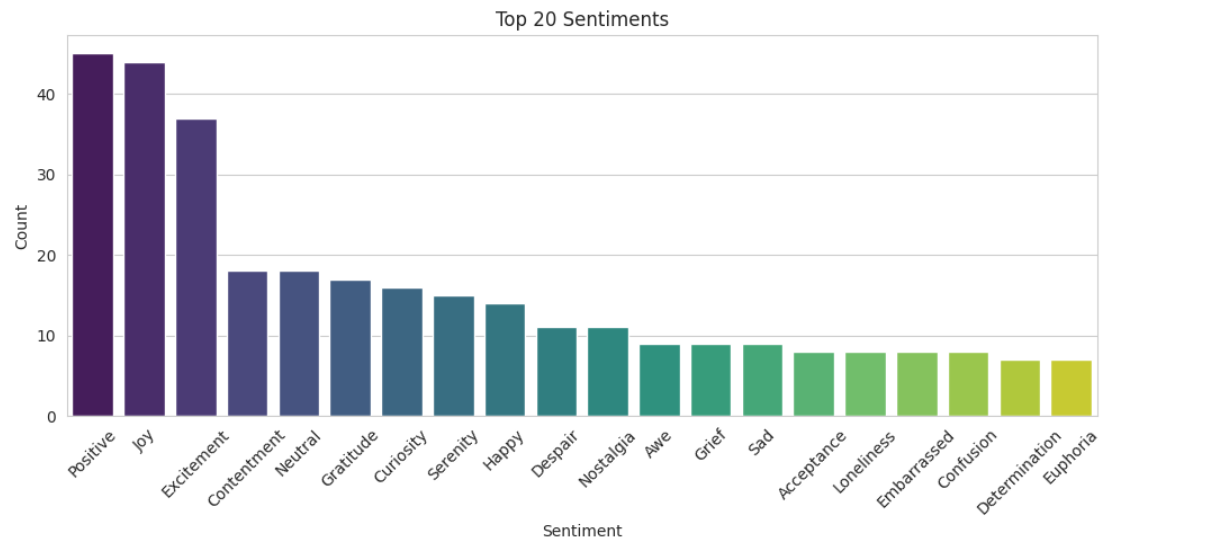 Top 20 Sentiments
Count
40
30
20
10
0
Positive
Joy
Excitement
Contentment
Neutral
Gratitude
Curiosity
Serenity
Happy
Despair
Nostalgia
Awe
Grief
Sad
Acceptance
Loneliness
Embarrassed
Confusion
Determination
Euphoria
Sentiment